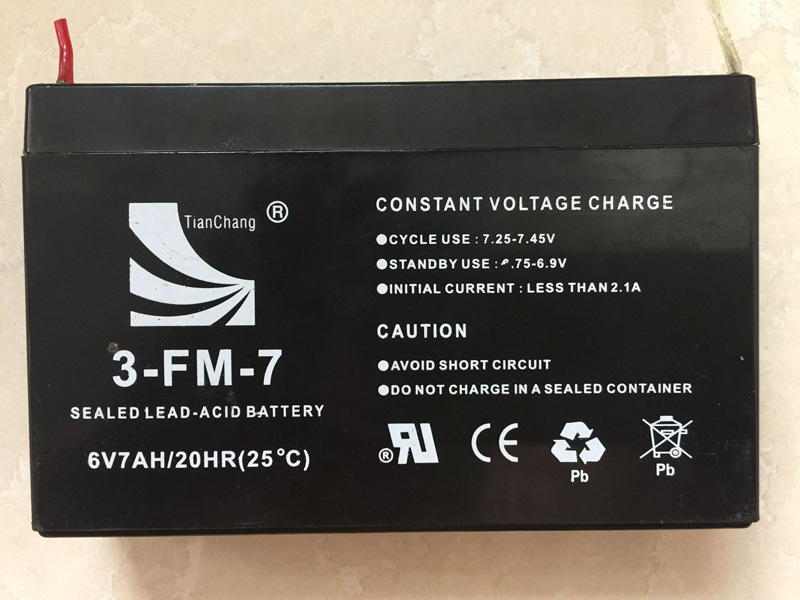 TianChang ®
3-FM-7
SEALED LEAD-ACID BATTERY
6V7AH/20HR(25°C)
CONSTANT VOLTAGE CHARGE
●CYCLE USE : 7.25-7.45V
●STANDBY USE : .75-6.9V
●INITIAL CURRENT : LESS THAN 2.1A
CAUTION
●AVOID SHORT CIRCUIT
●DO NOT CHARGE IN A SEALED CONTAINER
® RU CE
Pb Pb